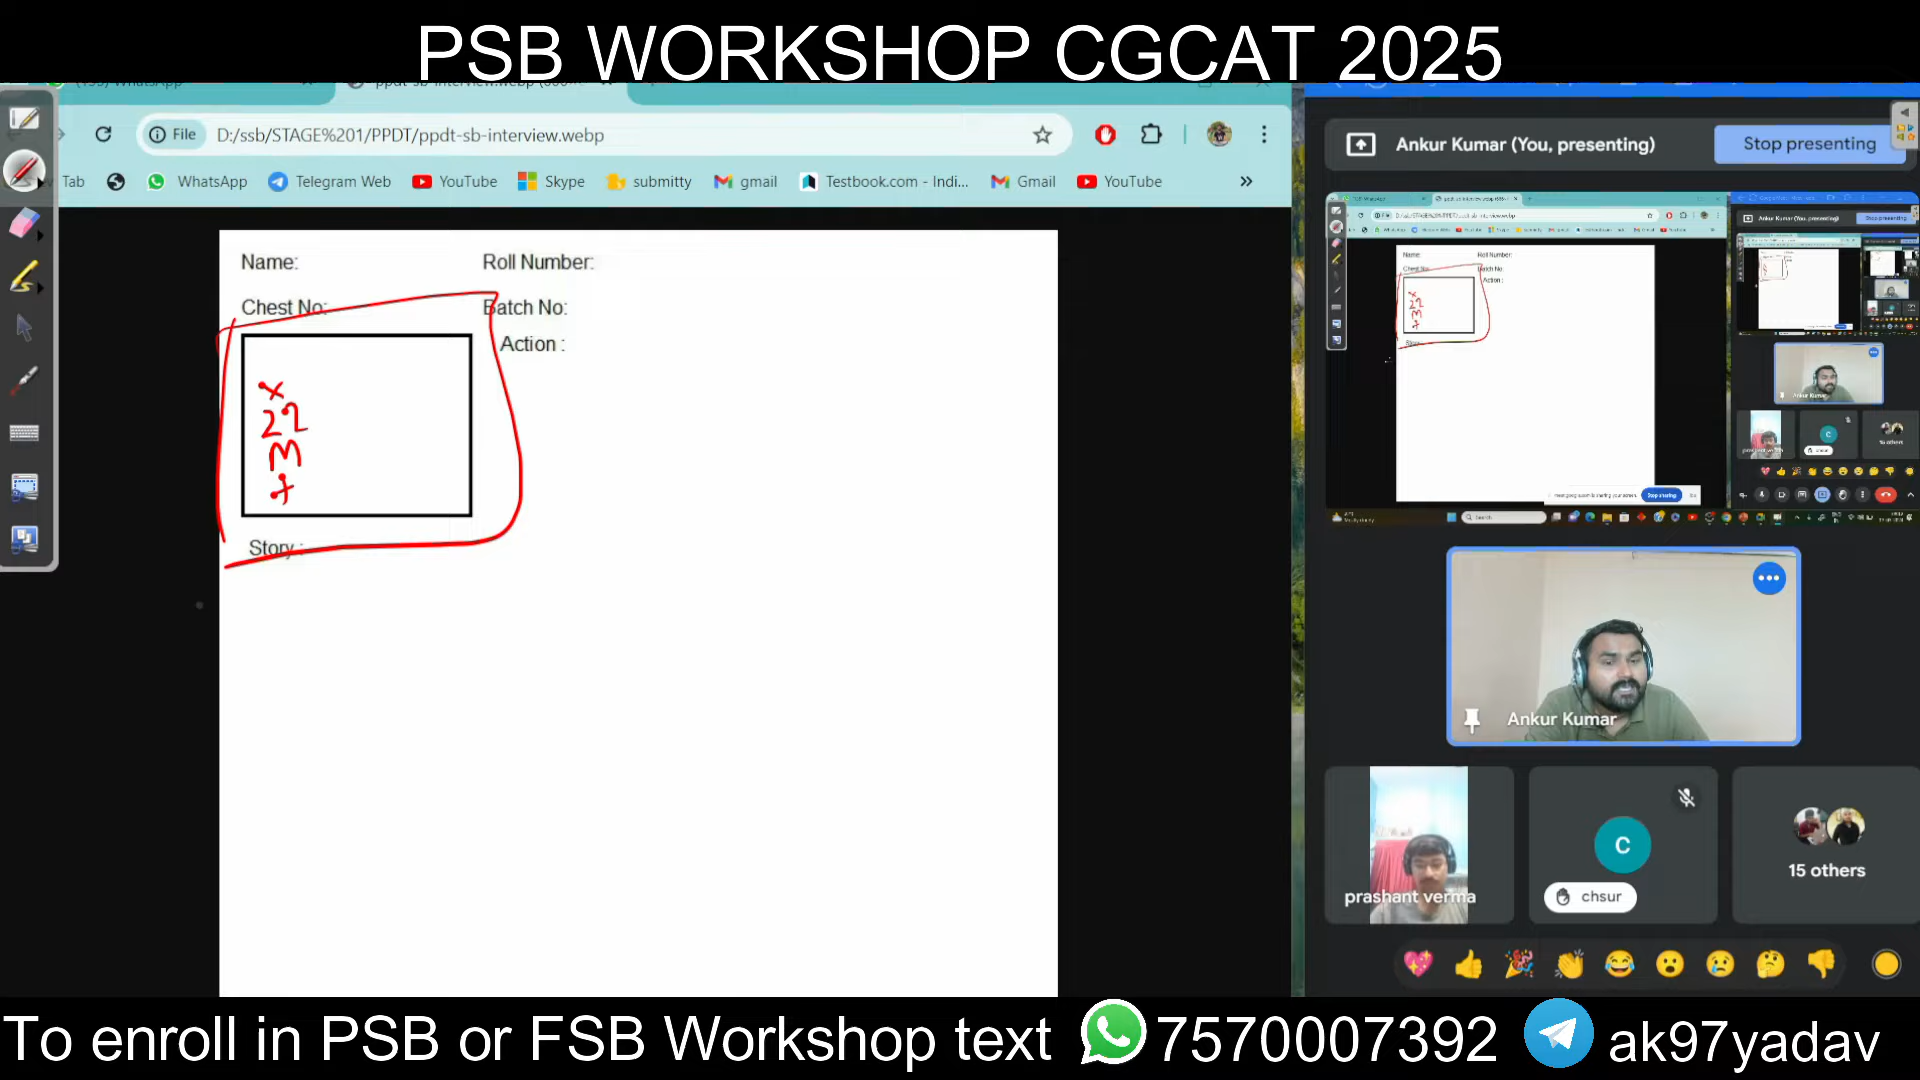 PSB WORKSHOP CGCAT 2025
File
D:/ssb/STAGE%201/PPDT/ppdt-sb-interview.webp
Tab
WhatsApp
Telegram Web
YouTube
Skype
submitty
gmail
Testbook.com - Indi...
Gmail
YouTube
»
Ankur Kumar (You, presenting)
Stop presenting
Name:
Roll Number:
Chest No:
Batch No:
Action :
x
22
M
+
Story :
Ankur Kumar
prashant verma
C
chsur
15 others
To enroll in PSB or FSB Workshop text 7570007392 ak97yadav